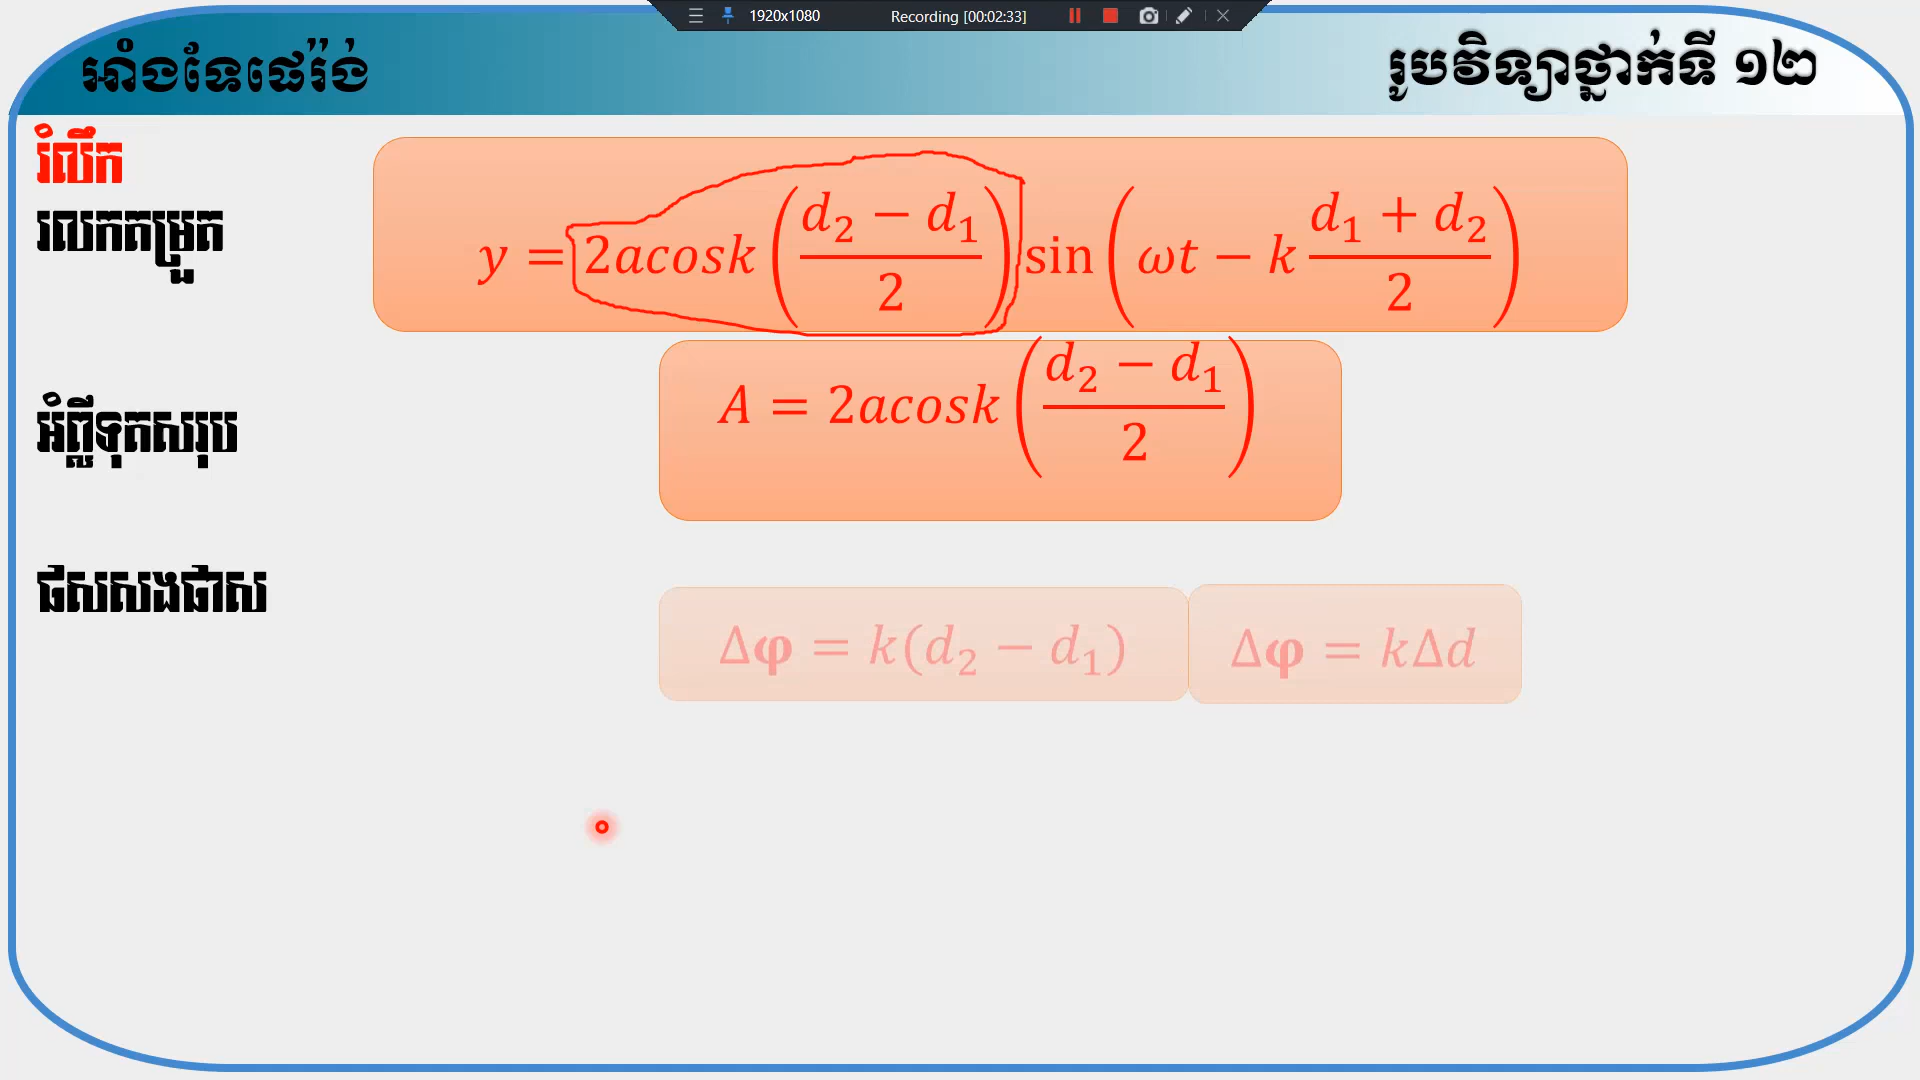 1920x1080 Recording [00:02:33]
អាំងទែផេរ៉ង់ រូបវិទ្យាថ្នាក់ទី ១២
រំលឹក
រលកតម្រួត
y = 2acosk((d₂ − d₁)/2) sin(ωt − k (d₁ + d₂)/2)
អំព្លីទុតសរុប
A = 2acosk((d₂ − d₁)/2)
ផលសងផាស
Δφ = k(d₂ − d₁) Δφ = kΔd